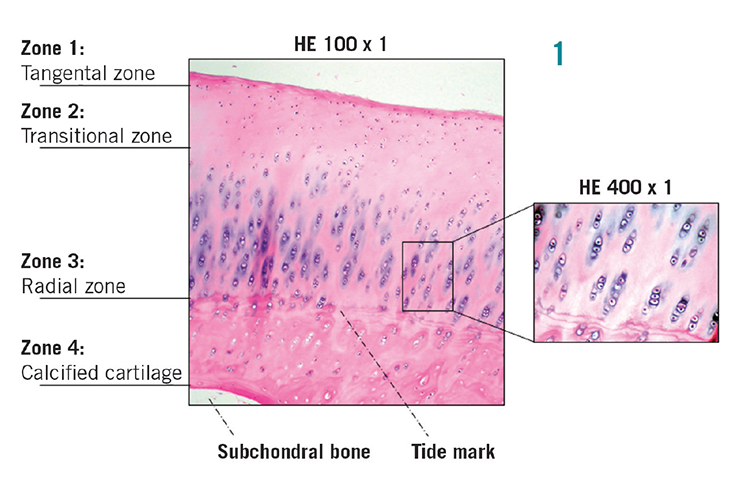 HE 100 x 1
1
Zone 1:
Tangental zone
Zone 2:
Transitional zone
HE 400 x 1
Zone 3:
Radial zone
Zone 4:
Calcified cartilage
Subchondral bone
Tide mark